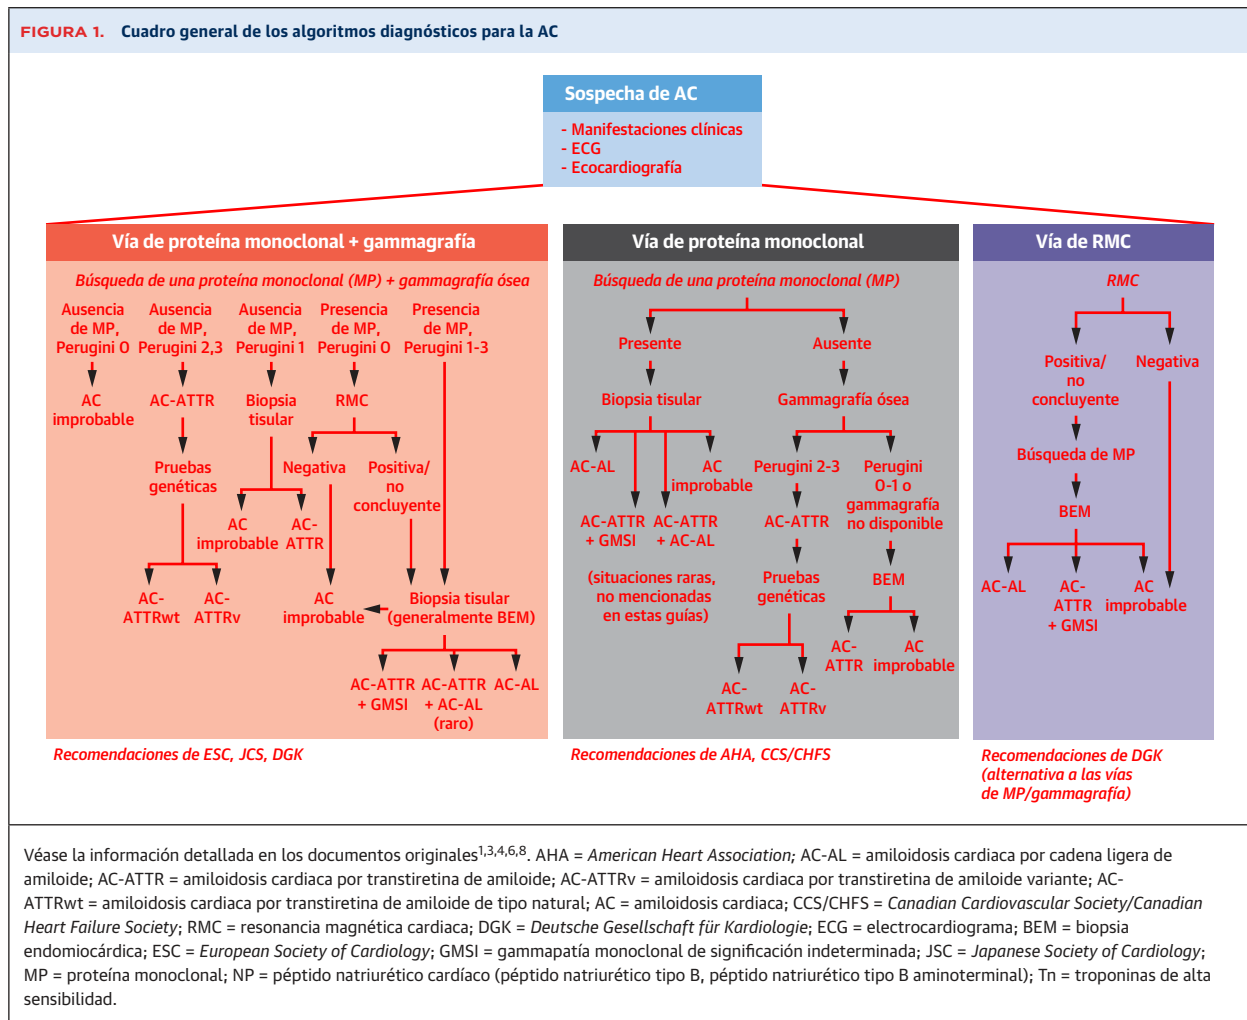 FIGURA 1. Cuadro general de los algoritmos diagnósticos para la AC
Sospecha de AC
- Manifestaciones clínicas
- ECG
- Ecocardiografía
Vía de proteína monoclonal + gammagrafía
Búsqueda de una proteína monoclonal (MP) + gammagrafía ósea
Ausencia
de MP,
Perugini 0
Ausencia
de MP,
Perugini 2,3
Ausencia
de MP,
Perugini 1
Presencia
de MP,
Perugini 0
Presencia
de MP,
Perugini 1-3
AC
improbable
AC-ATTR
Biopsia
tisular
RMC
Pruebas
genéticas
Negativa
Positiva/
no
concluyente
AC
improbable
AC-
ATTR
AC-
ATTRwt
AC-
ATTRv
AC
improbable
Biopsia tisular
(generalmente BEM)
AC-ATTR
+ GMSI
AC-ATTR
+ AC-AL
(raro)
AC-AL
Recomendaciones de ESC, JCS, DGK
Vía de proteína monoclonal
Búsqueda de una proteína monoclonal (MP)
Presente
Ausente
Biopsia tisular
Gammagrafía ósea
AC-AL
AC
improbable
Perugini 2-3
Perugini
0-1 o
gammagrafía
no disponible
AC-ATTR
+ GMSI
AC-ATTR
+ AC-AL
AC-ATTR
(situaciones raras,
no mencionadas
en estas guías)
Pruebas
genéticas
BEM
AC-
ATTR
AC
improbable
AC-
ATTRwt
AC-
ATTRv
Recomendaciones de AHA, CCS/CHFS
Vía de RMC
RMC
Positiva/
no
concluyente
Negativa
Búsqueda de MP
BEM
AC-AL
AC-
ATTR
+ GMSI
AC
improbable
Recomendaciones de DGK
(alternativa a las vías
de MP/gammagrafía)
Véase la información detallada en los documentos originales1,3,4,6,8. AHA = American Heart Association; AC-AL = amiloidosis cardiaca por cadena ligera de
amiloide; AC-ATTR = amiloidosis cardiaca por transtiretina de amiloide; AC-ATTRv = amiloidosis cardiaca por transtiretina de amiloide variante; AC-
ATTRwt = amiloidosis cardiaca por transtiretina de amiloide de tipo natural; AC = amiloidosis cardiaca; CCS/CHFS = Canadian Cardiovascular Society/Canadian
Heart Failure Society; RMC = resonancia magnética cardiaca; DGK = Deutsche Gesellschaft für Kardiologie; ECG = electrocardiograma; BEM = biopsia
endomiocárdica; ESC = European Society of Cardiology; GMSI = gammapatía monoclonal de significación indeterminada; JSC = Japanese Society of Cardiology;
MP = proteína monoclonal; NP = péptido natriurético cardíaco (péptido natriurético tipo B, péptido natriurético tipo B aminoterminal); Tn = troponinas de alta
sensibilidad.